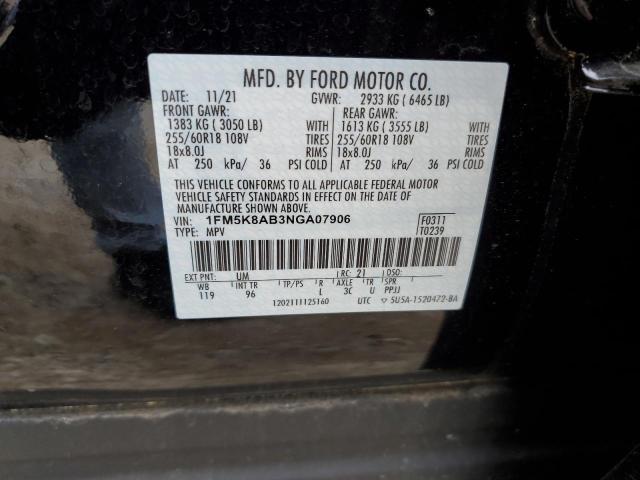 MFD. BY FORD MOTOR CO.
DATE: 11/21 GVWR: 2933 KG ( 6465 LB)
FRONT GAWR: REAR GAWR:
1383 KG ( 3050 LB) WITH 1613 KG ( 3555 LB) WITH
255/60R18 108V TIRES 255/60R18 108V TIRES
18x8.0J RIMS 18x8.0J RIMS
AT 250 kPa/ 36 PSI COLD AT 250 kPa/ 36 PSI COLD
THIS VEHICLE CONFORMS TO ALL APPLICABLE FEDERAL MOTOR
VEHICLE SAFETY STANDARDS IN EFFECT ON THE DATE OF
MANUFACTURE SHOWN ABOVE.
VIN: 1FM5K8AB3NGA07906 F0311
TYPE: MPV T0239
EXT PNT: UM RC: 21 DSO:
WB INT TR TP/PS R AXLE TR SPR
119 96 L 3C U PPJJ
1202111125160 UTC ▽ 5U5A-1520472-BA